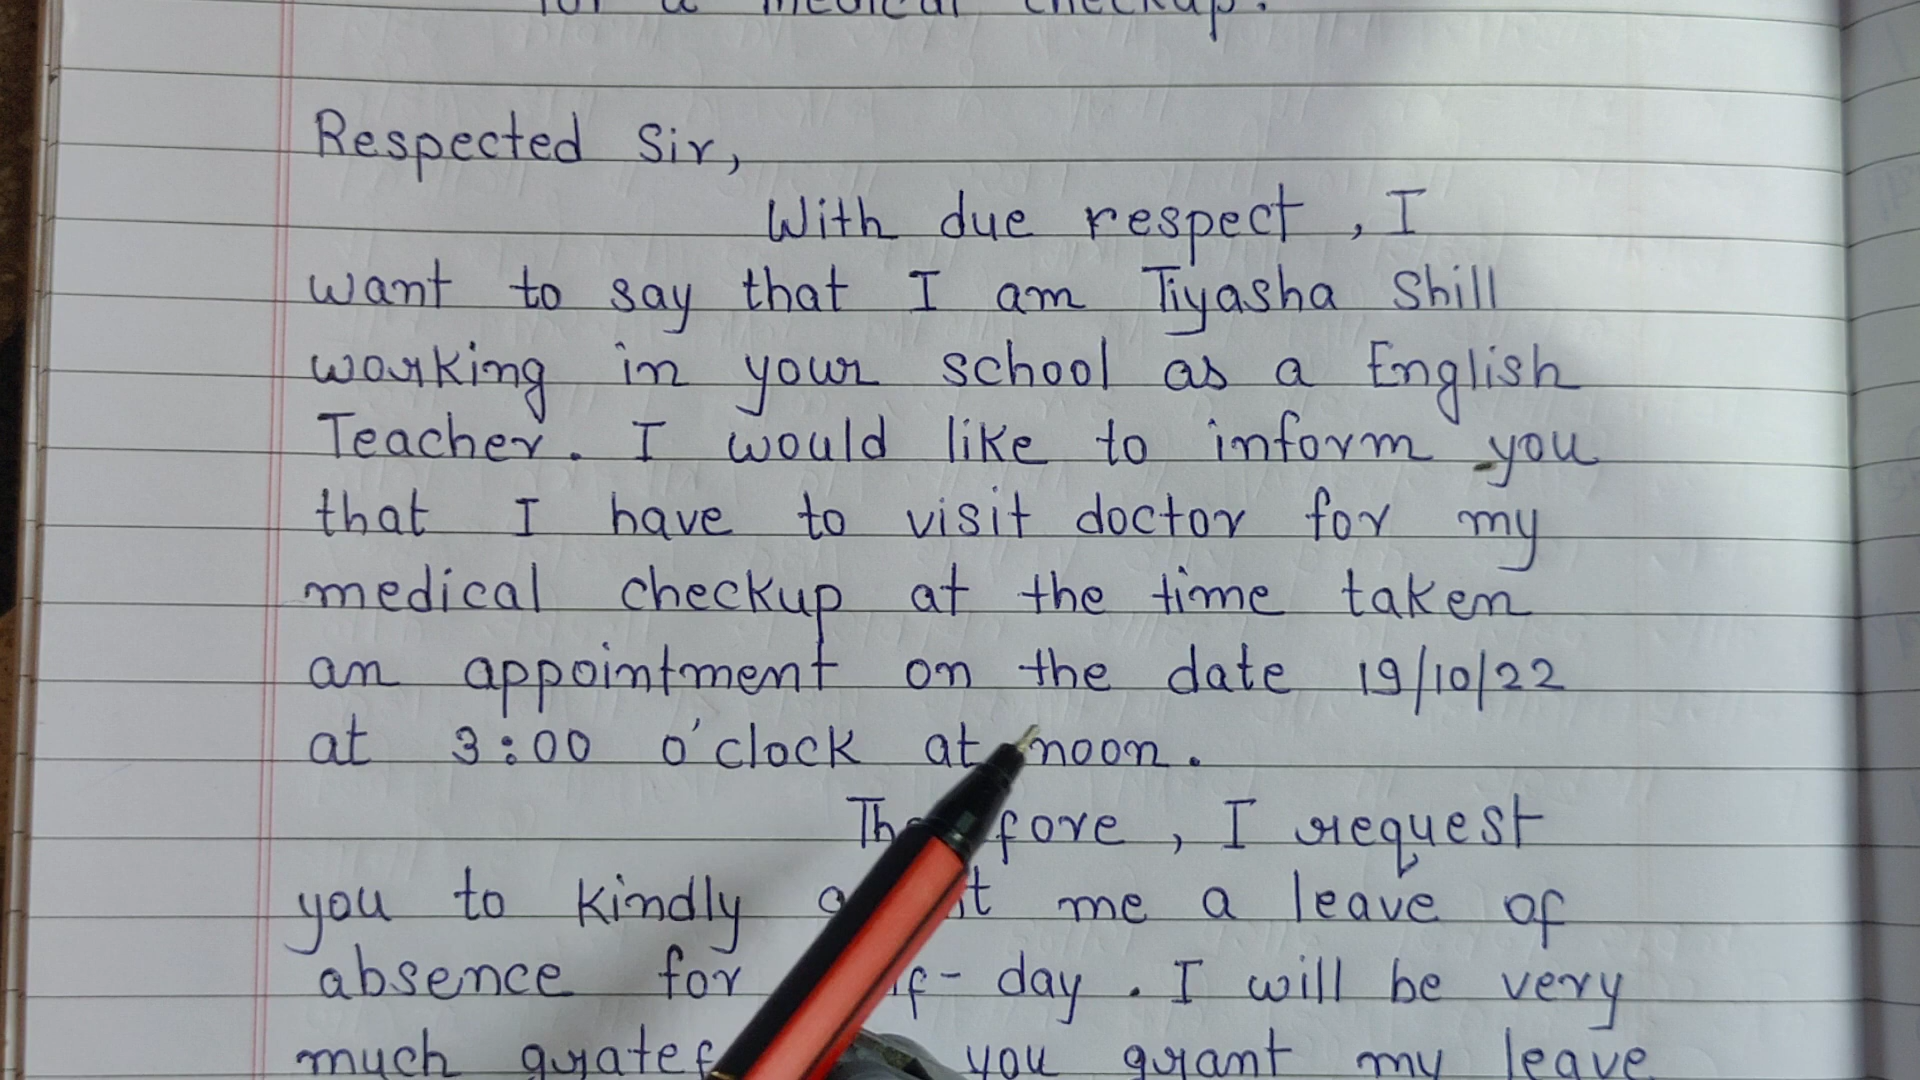 for a medical checkup.
Respected Sir,
With due respect, I
want to say that I am Tiyasha Shill
working in your school as a English
Teacher. I would like to inform you
that I have to visit doctor for my
medical checkup at the time taken
an appointment on the date 19/10/22
at 3:00 o'clock at noon.
fore, I request
you to kindly me a leave of
absence for day. I will be very
much you grant my leave